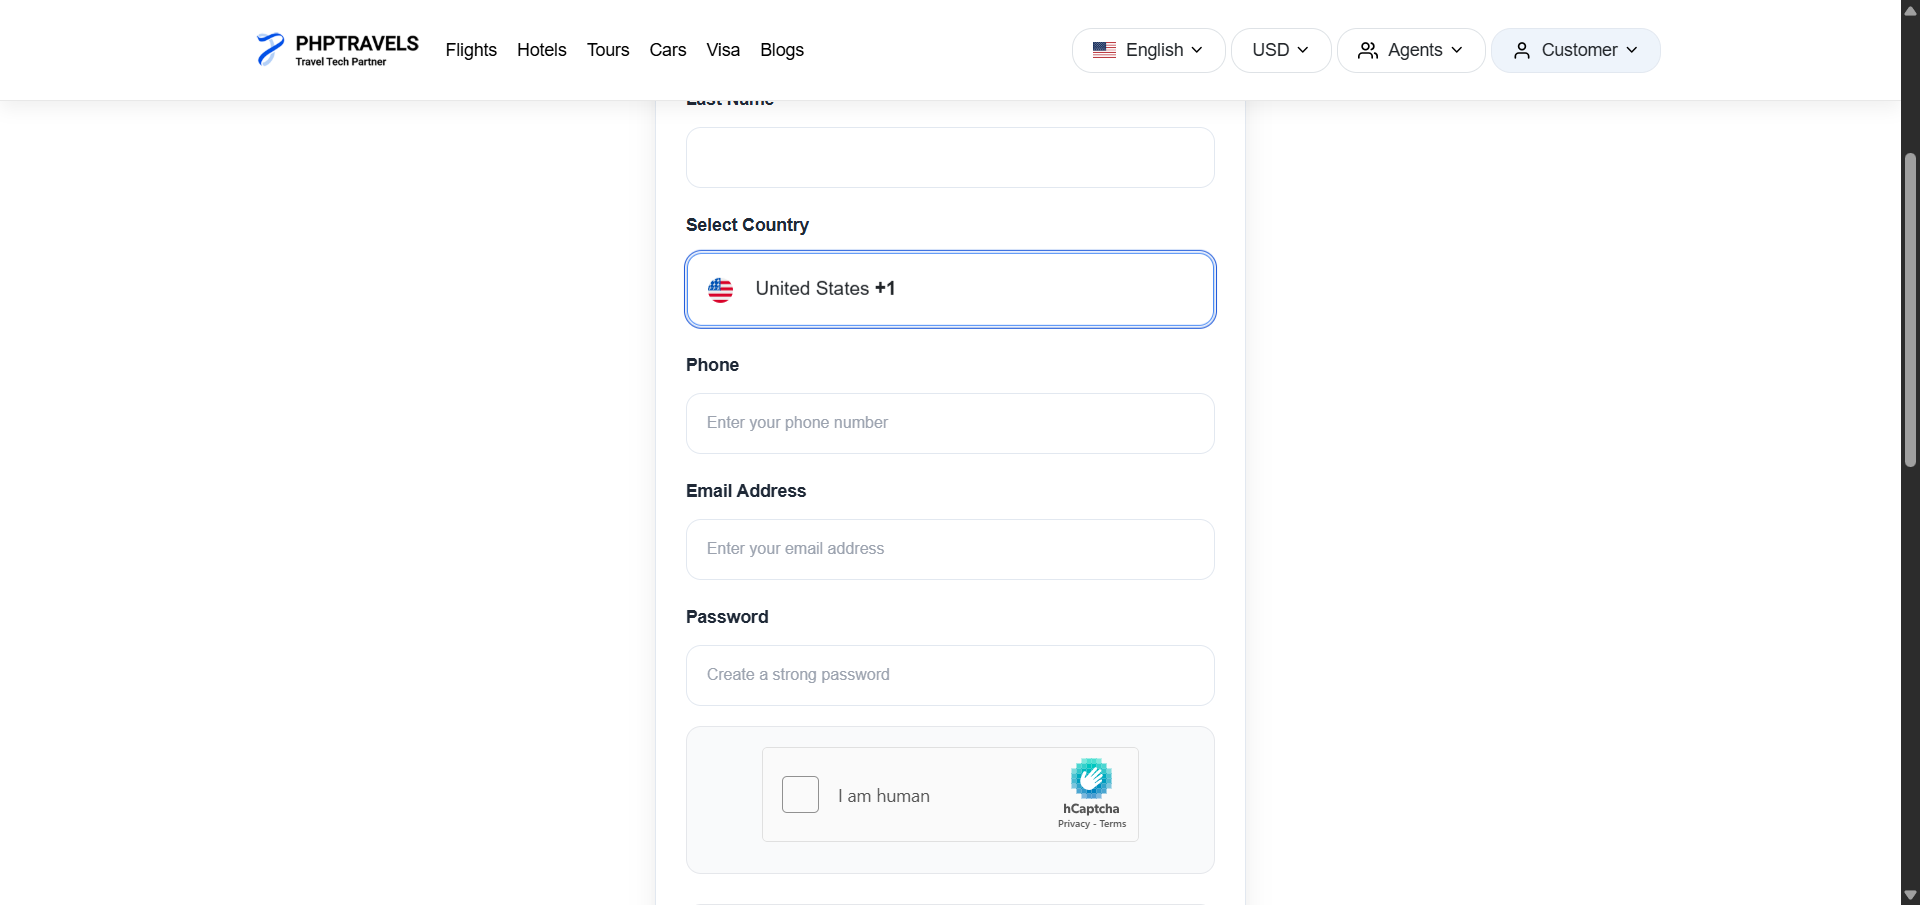 PHPTRAVELS
Travel Tech Partner
Flights Hotels Tours Cars Visa Blogs
English USD Agents Customer
Last Name
Select Country
United States +1
Phone
Enter your phone number
Email Address
Enter your email address
Password
Create a strong password
I am human
hCaptcha
Privacy - Terms